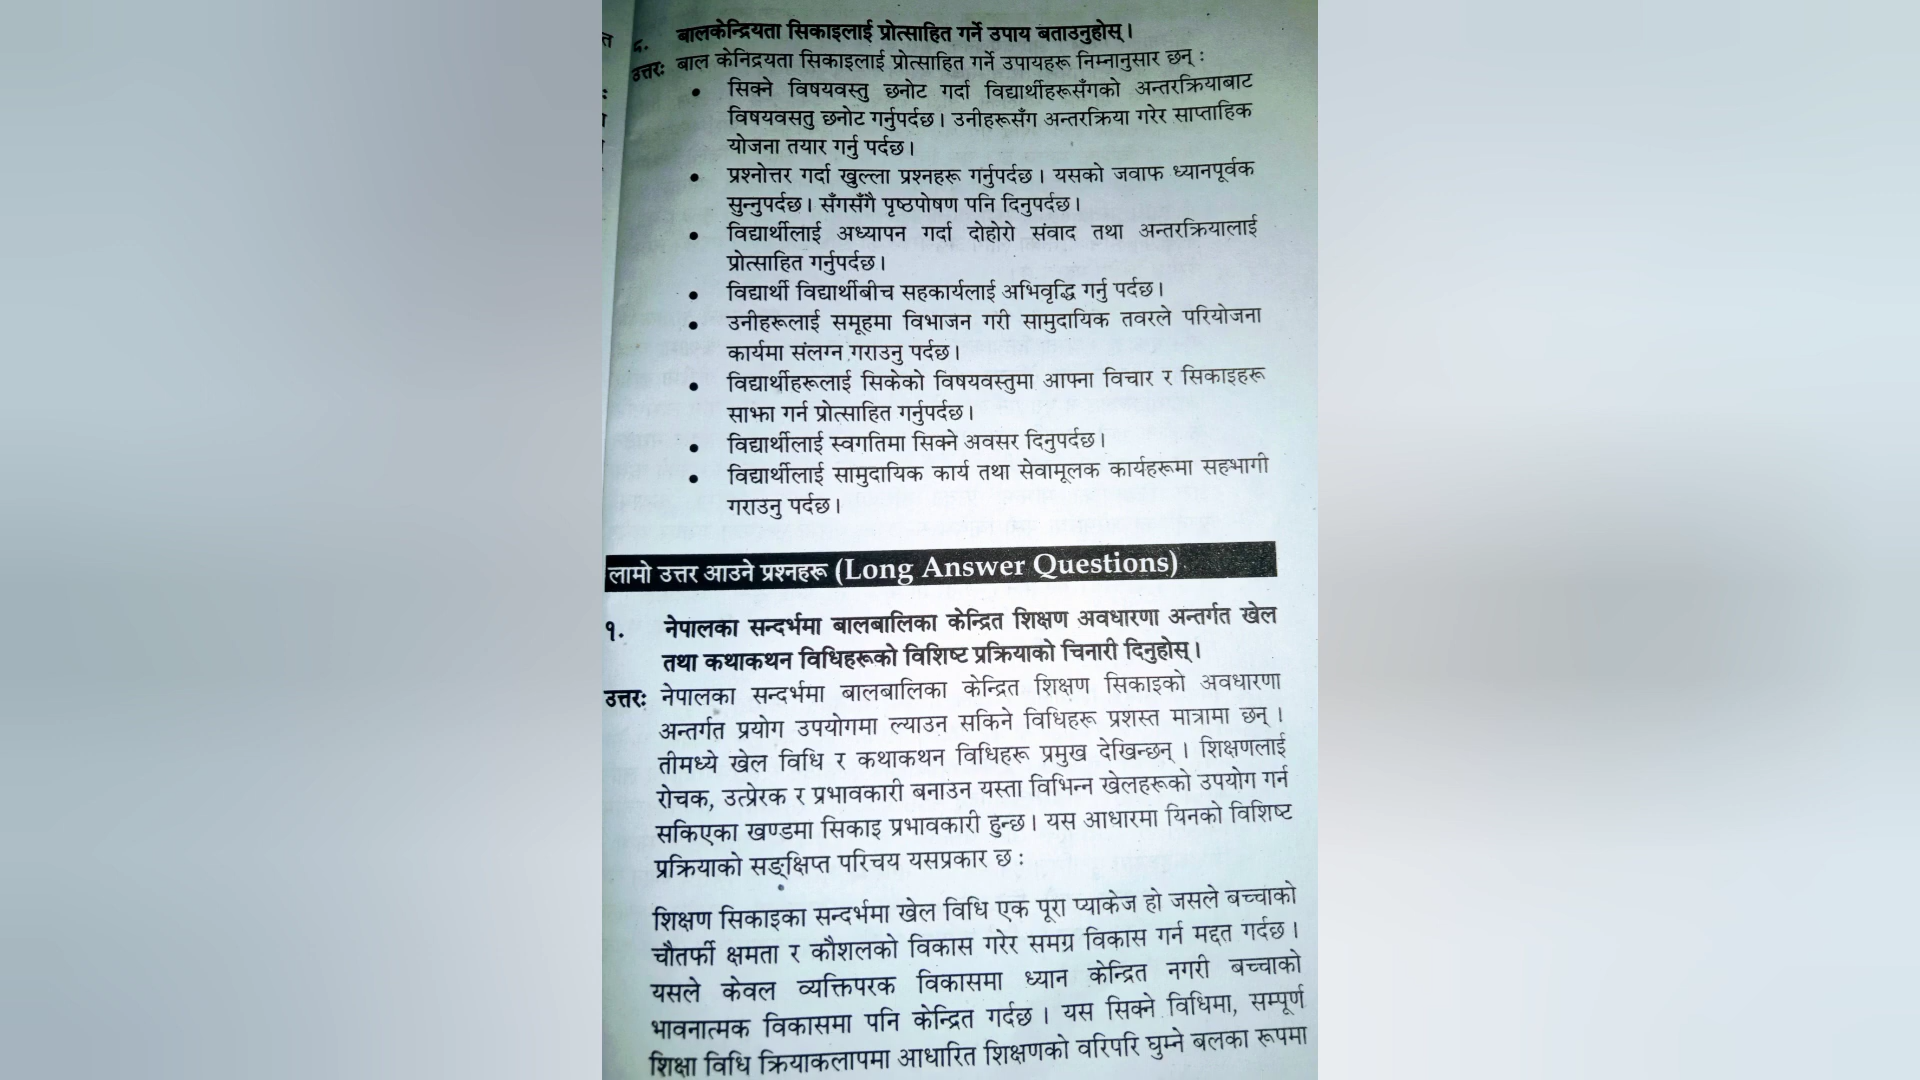 ८. बालकेन्द्रियता सिकाइलाई प्रोत्साहित गर्ने उपाय बताउनुहोस्।
उत्तरः बाल केनिद्रयता सिकाइलाई प्रोत्साहित गर्ने उपायहरू निम्नानुसार छन् :
• सिक्ने विषयवस्तु छनोट गर्दा विद्यार्थीहरूसँगको अन्तरक्रियाबाट
विषयवसतु छनोट गर्नुपर्दछ। उनीहरूसँग अन्तरक्रिया गरेर साप्ताहिक
योजना तयार गर्नु पर्दछ।
• प्रश्नोत्तर गर्दा खुल्ला प्रश्नहरू गर्नुपर्दछ। यसको जवाफ ध्यानपूर्वक
सुन्नुपर्दछ। सँगसँगै पृष्ठपोषण पनि दिनुपर्दछ।
• विद्यार्थीलाई अध्यापन गर्दा दोहोरो संवाद तथा अन्तरक्रियालाई
प्रोत्साहित गर्नुपर्दछ।
• विद्यार्थी विद्यार्थीबीच सहकार्यलाई अभिवृद्धि गर्नु पर्दछ।
• उनीहरूलाई समूहमा विभाजन गरी सामुदायिक तवरले परियोजना
कार्यमा संलग्न गराउनु पर्दछ।
• विद्यार्थीहरूलाई सिकेको विषयवस्तुमा आफ्ना विचार र सिकाइहरू
साझा गर्न प्रोत्साहित गर्नुपर्दछ।
• विद्यार्थीलाई स्वगतिमा सिक्ने अवसर दिनुपर्दछ।
• विद्यार्थीलाई सामुदायिक कार्य तथा सेवामूलक कार्यहरूमा सहभागी
गराउनु पर्दछ।
लामो उत्तर आउने प्रश्नहरू (Long Answer Questions)
१. नेपालका सन्दर्भमा बालबालिका केन्द्रित शिक्षण अवधारणा अन्तर्गत खेल
तथा कथाकथन विधिहरूको विशिष्ट प्रक्रियाको चिनारी दिनुहोस्।
उत्तरः नेपालका सन्दर्भमा बालबालिका केन्द्रित शिक्षण सिकाइको अवधारणा
अन्तर्गत प्रयोग उपयोगमा ल्याउन सकिने विधिहरू प्रशस्त मात्रामा छन् ।
तीमध्ये खेल विधि र कथाकथन विधिहरू प्रमुख देखिन्छन् । शिक्षणलाई
रोचक, उत्प्रेरक र प्रभावकारी बनाउन यस्ता विभिन्न खेलहरूको उपयोग गर्न
सकिएका खण्डमा सिकाइ प्रभावकारी हुन्छ। यस आधारमा यिनको विशिष्ट
प्रक्रियाको सङ्क्षिप्त परिचय यसप्रकार छ :
शिक्षण सिकाइका सन्दर्भमा खेल विधि एक पूरा प्याकेज हो जसले बच्चाको
चौतर्फी क्षमता र कौशलको विकास गरेर समग्र विकास गर्न मद्दत गर्दछ।
यसले केवल व्यक्तिपरक विकासमा ध्यान केन्द्रित नगरी बच्चाको
भावनात्मक विकासमा पनि केन्द्रित गर्दछ । यस सिक्ने विधिमा, सम्पूर्ण
शिक्षा विधि क्रियाकलापमा आधारित शिक्षणको वरिपरि घुम्ने बलका रूपमा